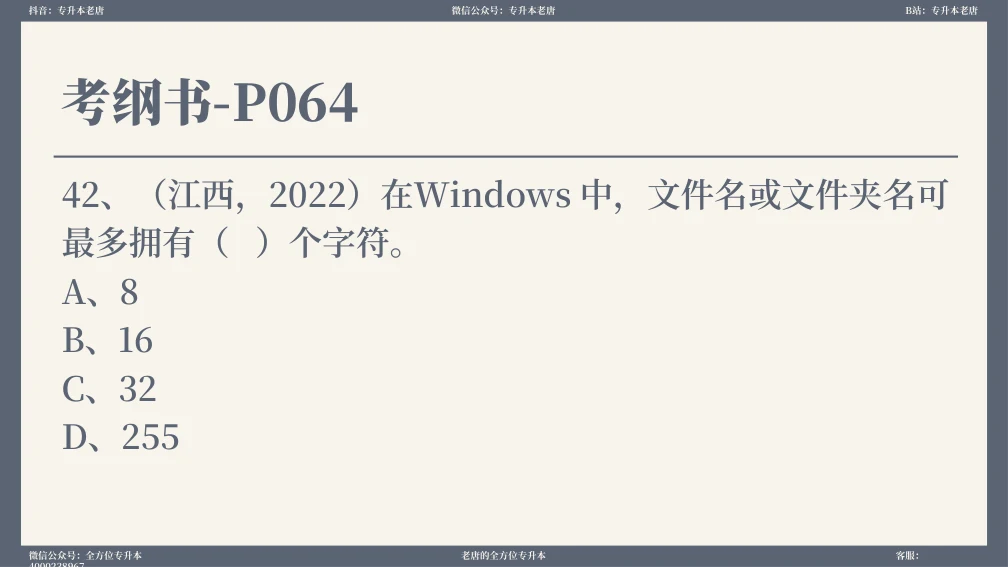 抖音：专升本老唐
微信公众号：专升本老唐
B站：专升本老唐
考纲书-P064
42、（江西，2022）在Windows 中，文件名或文件夹名可
最多拥有（ ）个字符。
A、8
B、16
C、32
D、255
微信公众号：全方位专升本
老唐的全方位专升本
客服：
4000238967